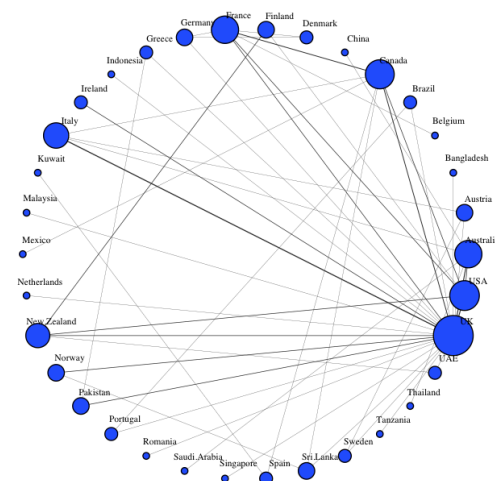 France
Finland
Germany
Denmark
Greece
China
Indonesia
Canada
Ireland
Brazil
Italy
Belgium
Kuwait
Bangladesh
Malaysia
Austria
Mexico
Australi
Netherlands
USA
New Zealand
UK
Norway
UAE
Pakistan
Thailand
Portugal
Tanzania
Romania
Sweden
Saudi.Arabia
Singapore
Spain
Sri.Lanka